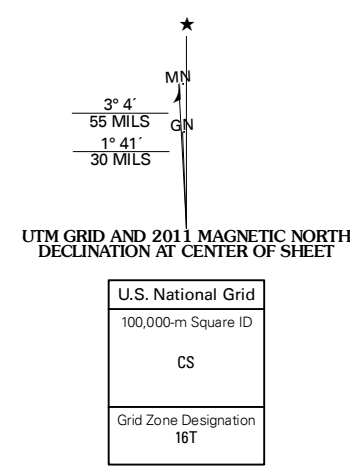 ★
MN
3° 4´
55 MILS
GN
1° 41´
30 MILS
UTM GRID AND 2011 MAGNETIC NORTH
DECLINATION AT CENTER OF SHEET
U.S. National Grid
100,000-m Square ID
CS
Grid Zone Designation
16T